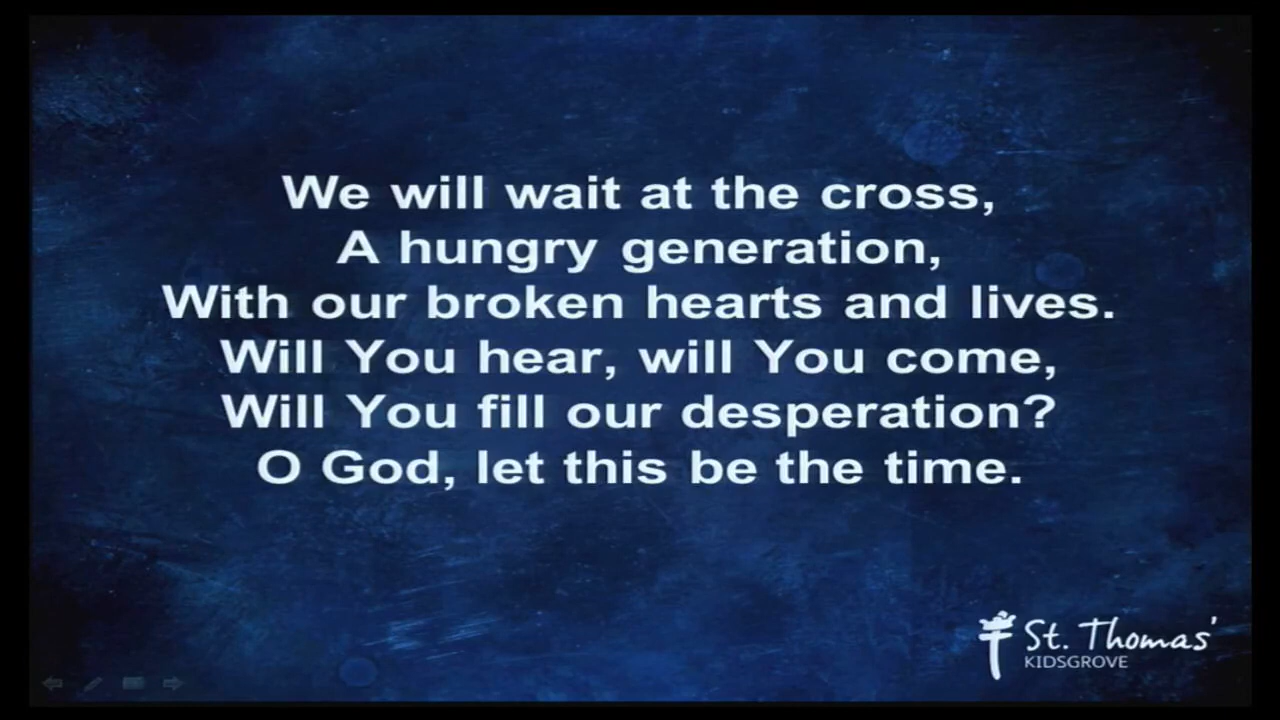 We will wait at the cross,
A hungry generation,
With our broken hearts and lives.
Will You hear, will You come,
Will You fill our desperation?
O God, let this be the time.
St. Thomas'
KIDSGROVE